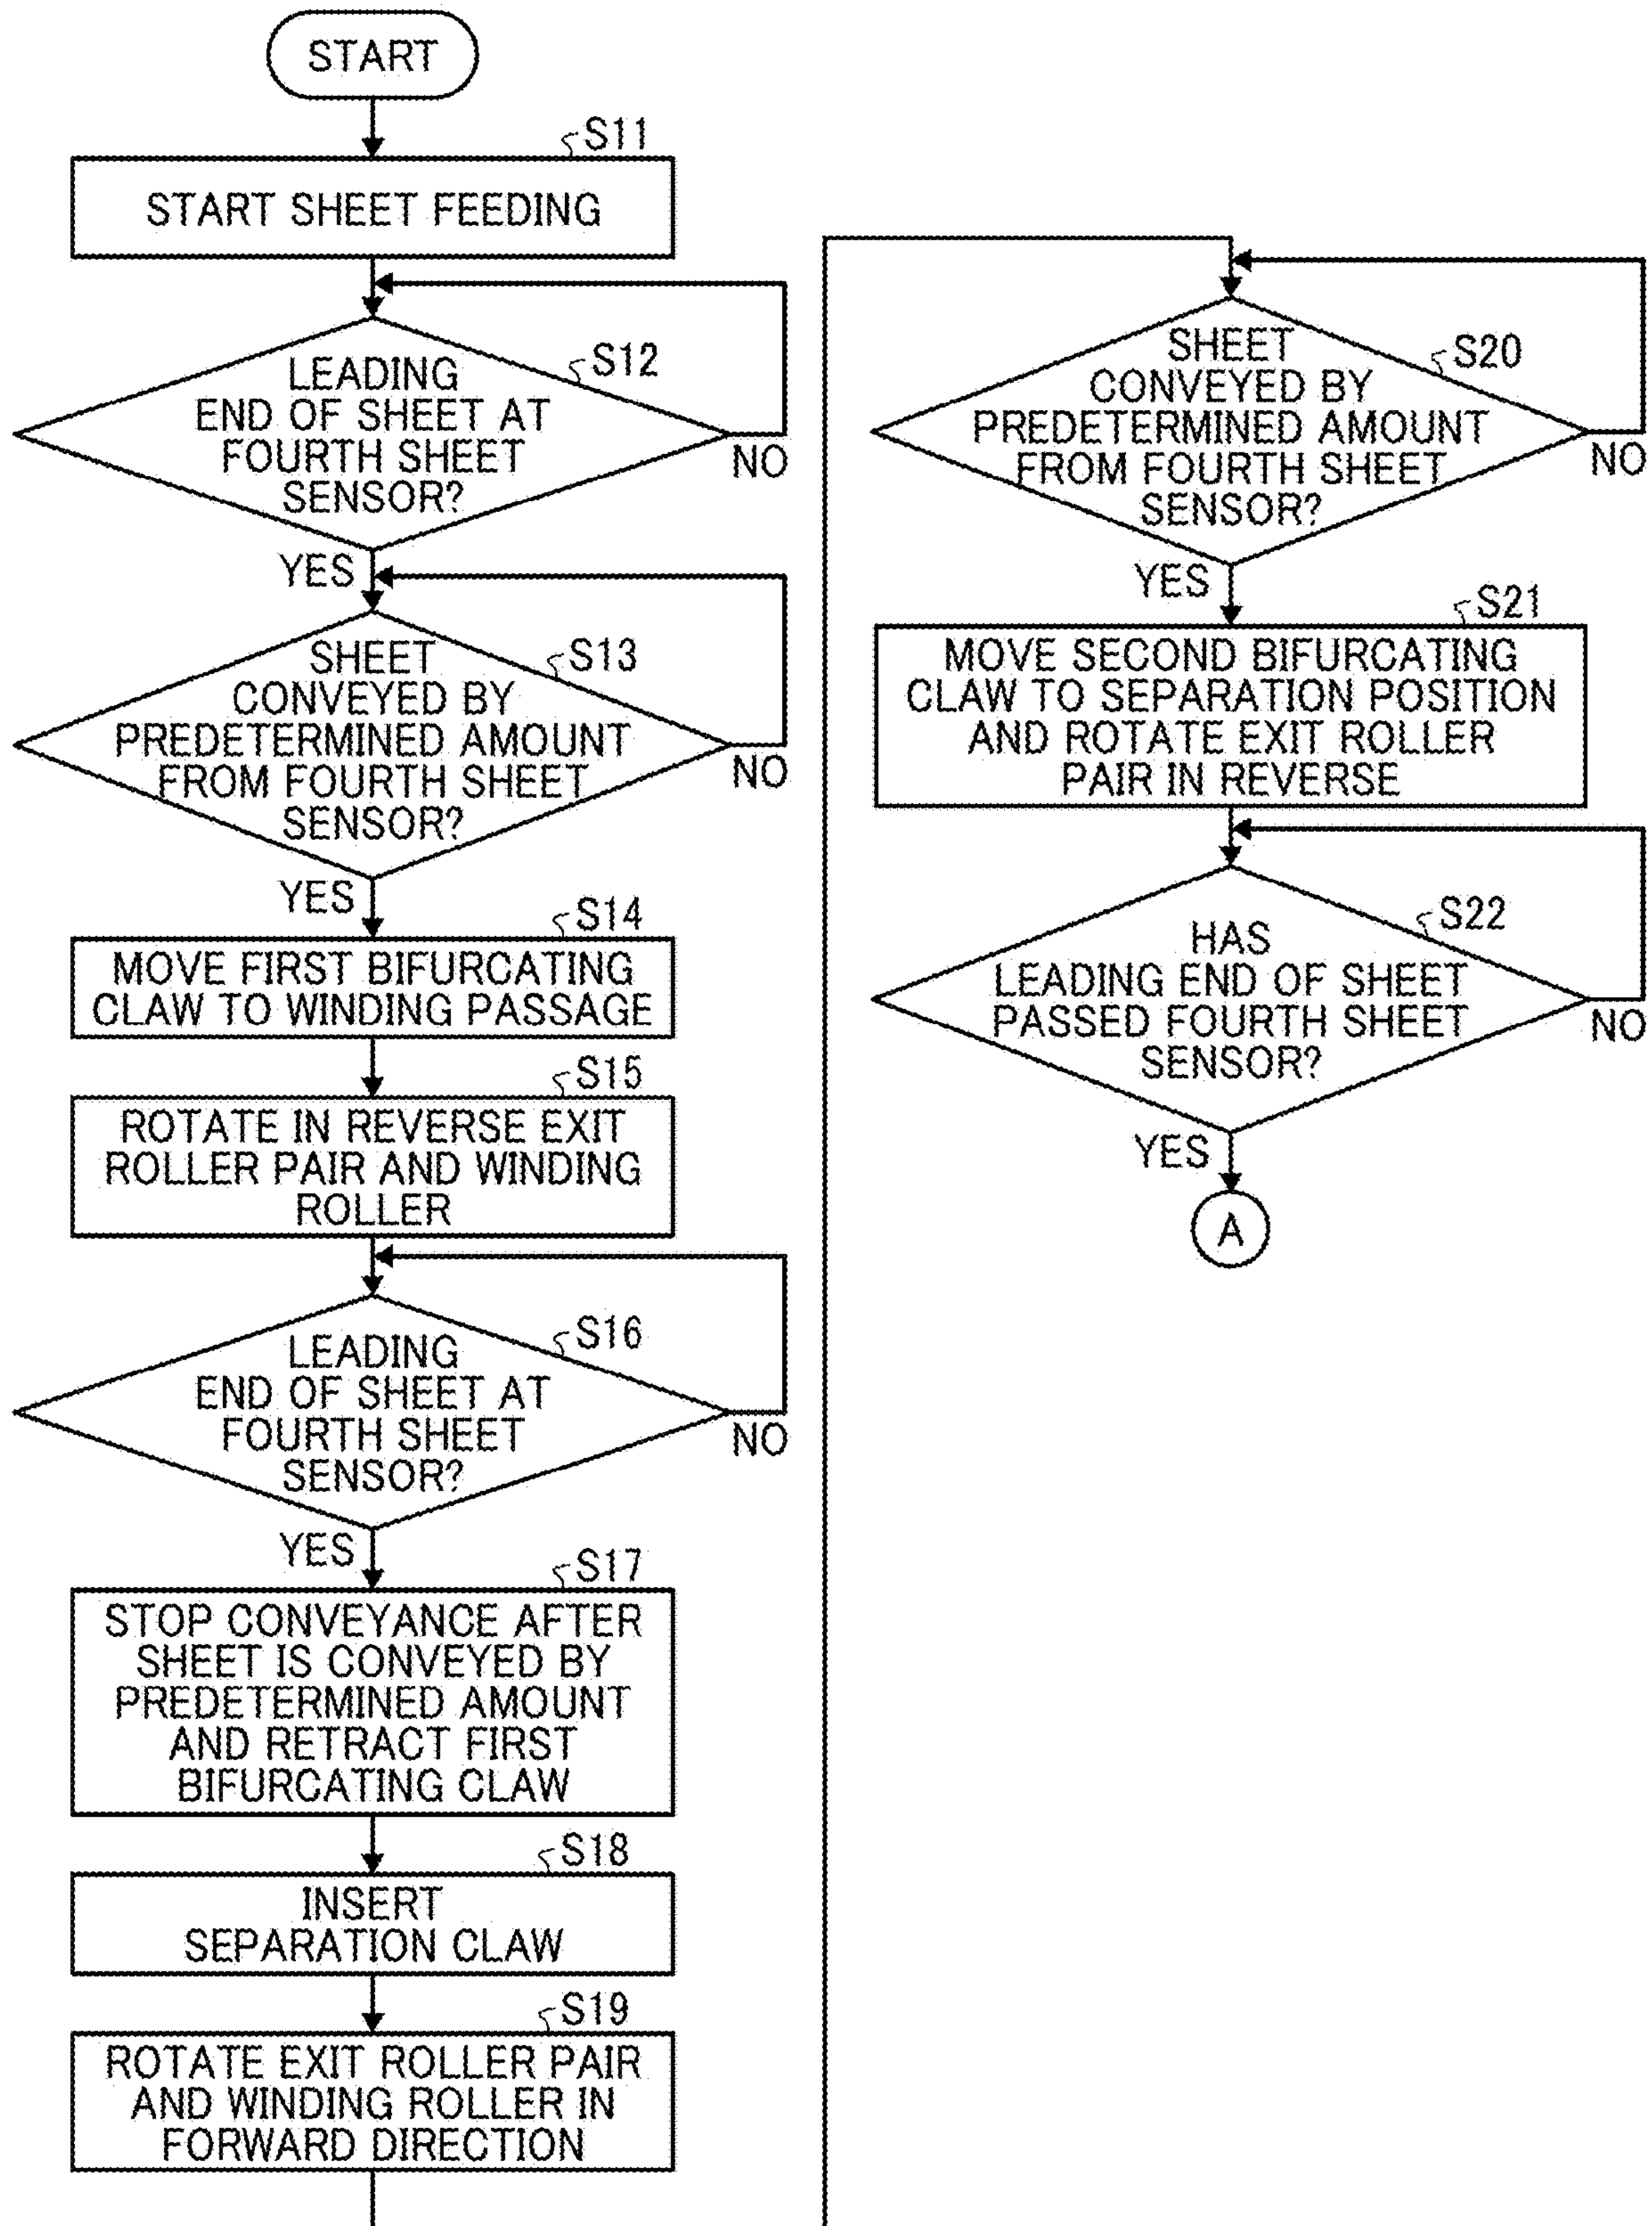 START
S11
START SHEET FEEDING
S12
LEADING
END OF SHEET AT
FOURTH SHEET
SENSOR?
NO
YES
S13
SHEET
CONVEYED BY
PREDETERMINED AMOUNT
FROM FOURTH SHEET
SENSOR?
NO
YES
S14
MOVE FIRST BIFURCATING
CLAW TO WINDING PASSAGE
S15
ROTATE IN REVERSE EXIT
ROLLER PAIR AND WINDING
ROLLER
S16
LEADING
END OF SHEET AT
FOURTH SHEET
SENSOR?
NO
YES
S17
STOP CONVEYANCE AFTER
SHEET IS CONVEYED BY
PREDETERMINED AMOUNT
AND RETRACT FIRST
BIFURCATING CLAW
S18
INSERT
SEPARATION CLAW
S19
ROTATE EXIT ROLLER PAIR
AND WINDING ROLLER IN
FORWARD DIRECTION
S20
SHEET
CONVEYED BY
PREDETERMINED AMOUNT
FROM FOURTH SHEET
SENSOR?
NO
YES
S21
MOVE SECOND BIFURCATING
CLAW TO SEPARATION POSITION
AND ROTATE EXIT ROLLER
PAIR IN REVERSE
S22
HAS
LEADING END OF SHEET
PASSED FOURTH SHEET
SENSOR?
NO
YES
A